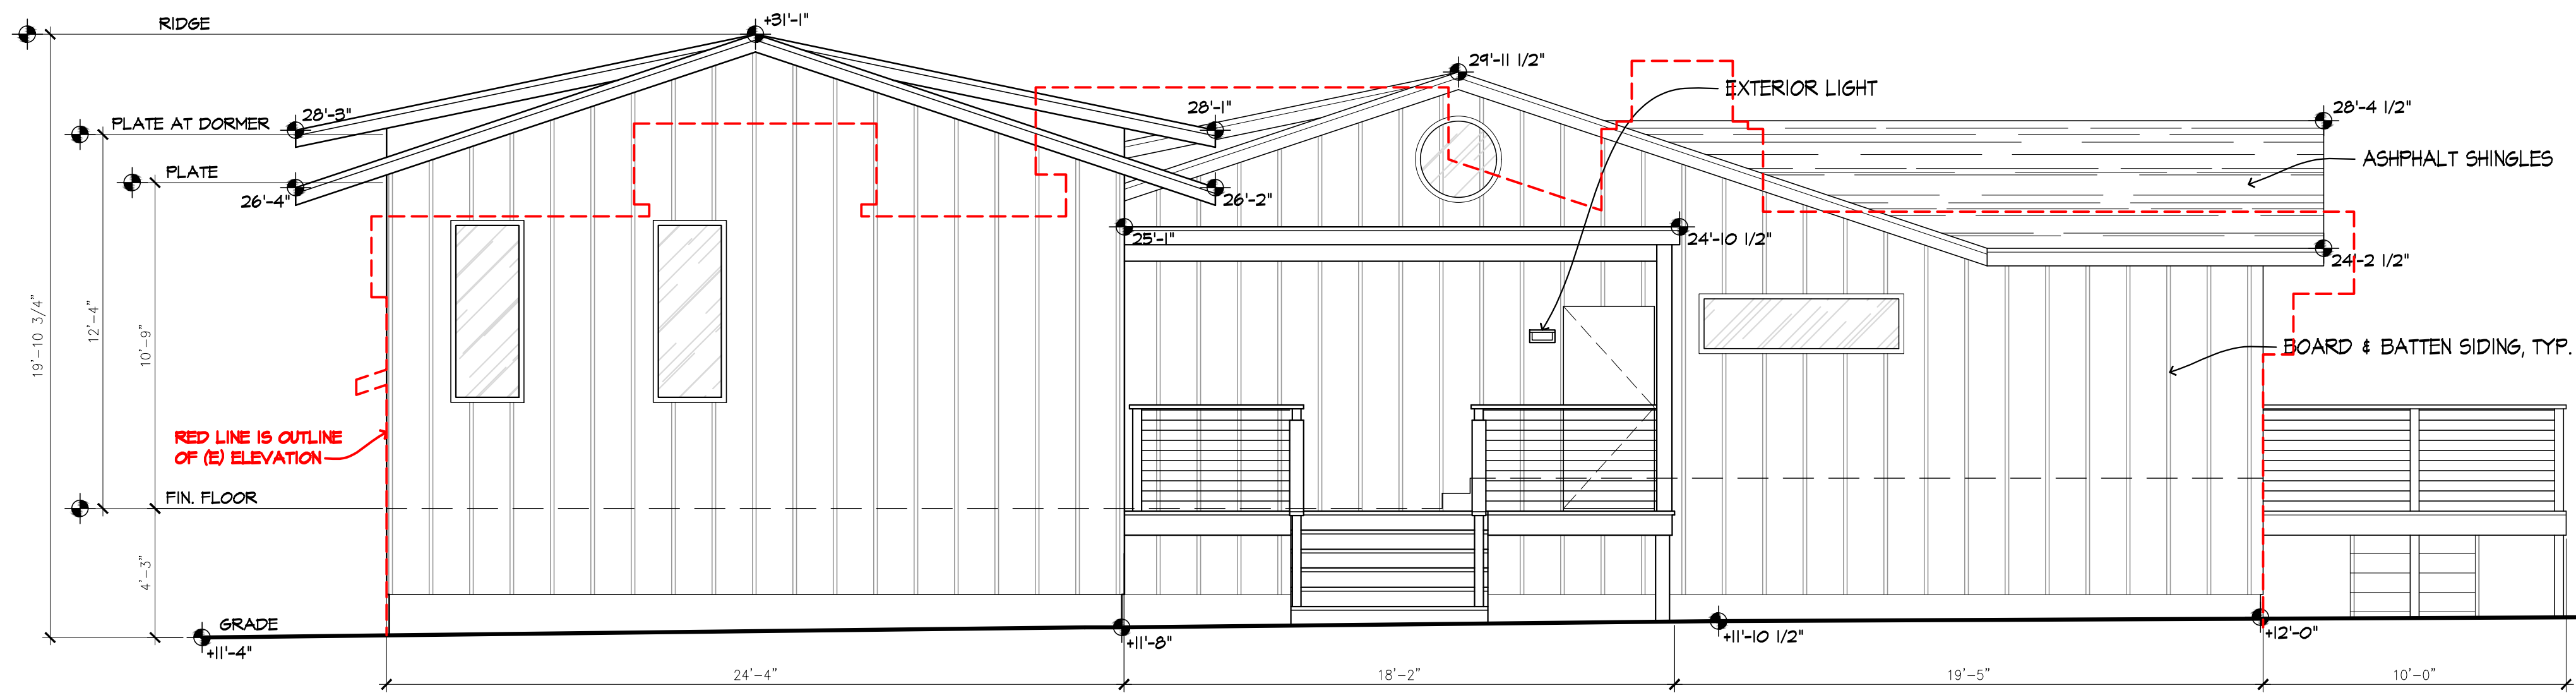 RIDGE
+31'-1"
29'-11 1/2"
EXTERIOR LIGHT
28'-3"
28'-1"
28'-4 1/2"
PLATE AT DORMER
ASHPHALT SHINGLES
PLATE
26'-4"
26'-2"
25'-1"
24'-10 1/2"
24'-2 1/2"
19'-10 3/4"
12'-4"
10'-9"
BOARD & BATTEN SIDING, TYP.
RED LINE IS OUTLINE
OF (E) ELEVATION
FIN. FLOOR
4'-3"
GRADE
+11'-4"
+11'-8"
+11'-10 1/2"
+12'-0"
24'-4"
18'-2"
19'-5"
10'-0"